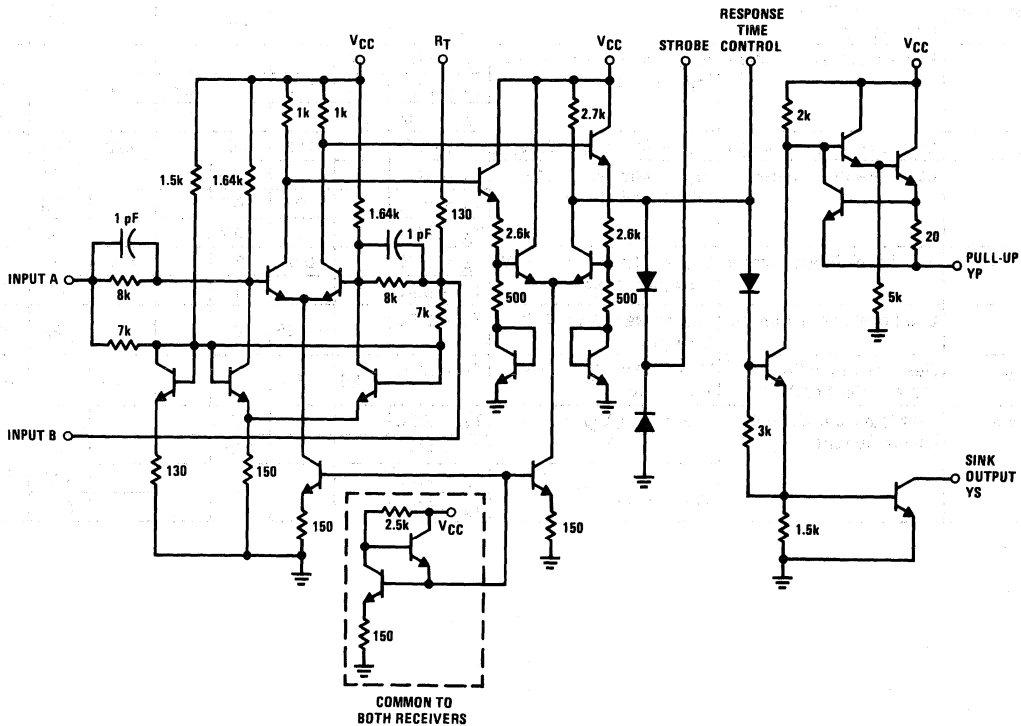 RESPONSE
TIME
CONTROL
STROBE
VCC
RT
VCC
VCC
1k
1k
2.7k
2k
1.5k
1.64k
1.64k
130
1 pF
1 pF
2.6k
2.6k
20
INPUT A
8k
8k
PULL-UP
YP
7k
7k
500
500
5k
INPUT B
3k
130
150
SINK
OUTPUT
YS
150
2.5k
VCC
150
1.5k
150
COMMON TO
BOTH RECEIVERS